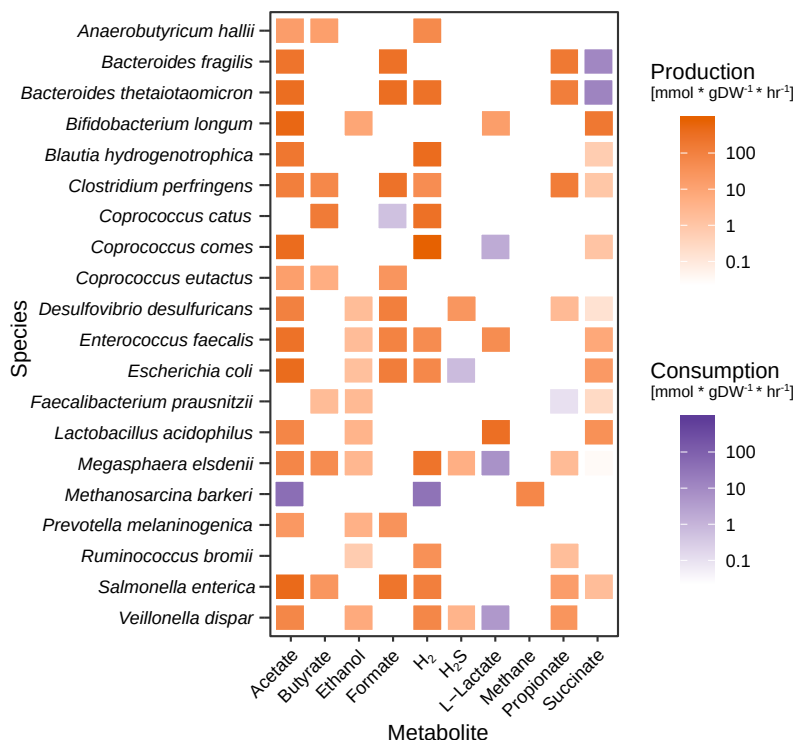 Anaerobutyricum hallii
Bacteroides fragilis
Bacteroides thetaiotaomicron
Bifidobacterium longum
Blautia hydrogenotrophica
Clostridium perfringens
Coprococcus catus
Coprococcus comes
Coprococcus eutactus
Desulfovibrio desulfuricans
Enterococcus faecalis
Escherichia coli
Faecalibacterium prausnitzii
Lactobacillus acidophilus
Megasphaera elsdenii
Methanosarcina barkeri
Prevotella melaninogenica
Ruminococcus bromii
Salmonella enterica
Veillonella dispar
Species
Acetate
Butyrate
Ethanol
Formate
H₂
H₂S
L−Lactate
Methane
Propionate
Succinate
Metabolite
Production
[mmol * gDW⁻¹ * hr⁻¹]
100
10
1
0.1
Consumption
[mmol * gDW⁻¹ * hr⁻¹]
100
10
1
0.1